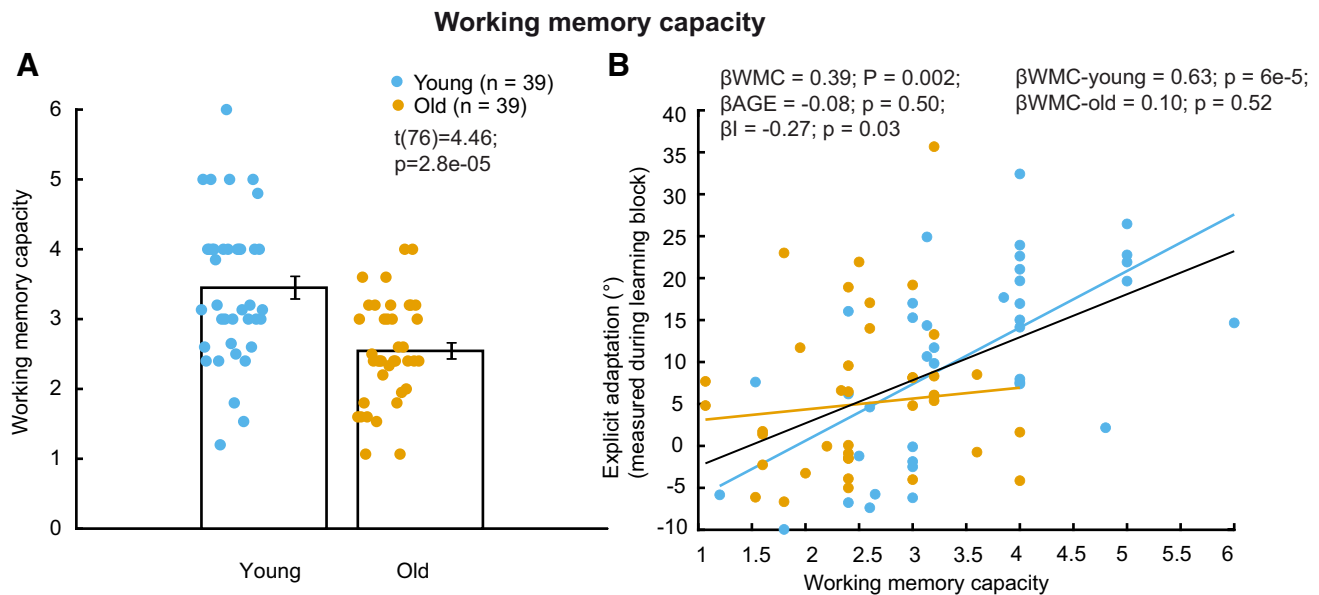 Working memory capacity
A
Young (n = 39)
Old (n = 39)
t(76)=4.46;
p=2.8e-05
Working memory capacity
6
5
4
3
2
1
0
Young
Old
B
βWMC = 0.39; P = 0.002;
βAGE = -0.08; p = 0.50;
βI = -0.27; p = 0.03
βWMC-young = 0.63; p = 6e-5;
βWMC-old = 0.10; p = 0.52
Explicit adaptation (°)
(measured during learning block)
40
35
30
25
20
15
10
5
0
-5
-10
1 1.5 2 2.5 3 3.5 4 4.5 5 5.5 6
Working memory capacity